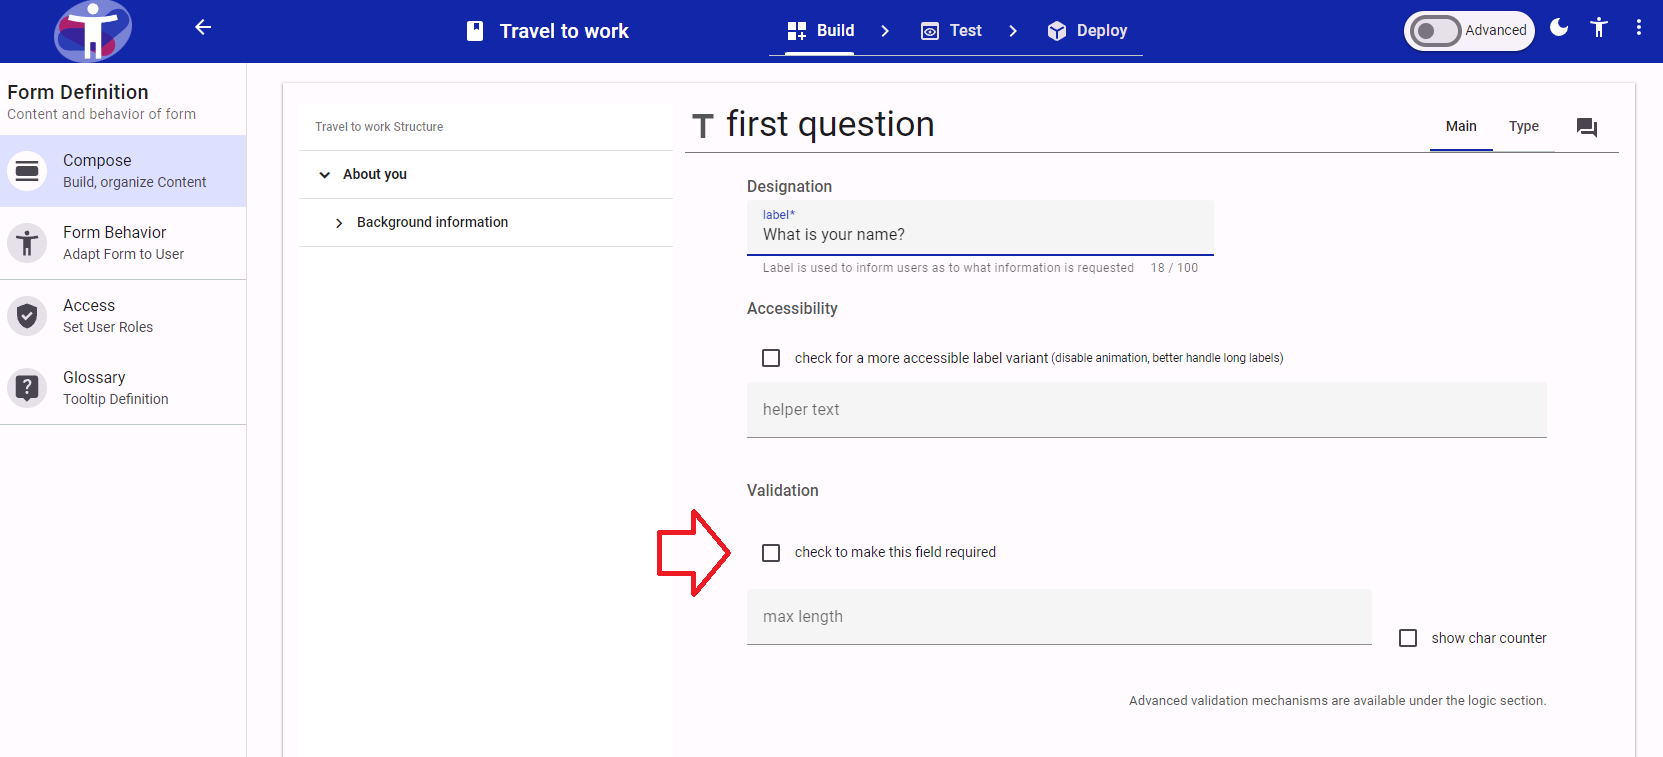 Travel to work
Build
Test
Deploy
Advanced
Form Definition
Content and behavior of form
Compose
Build, organize Content
Form Behavior
Adapt Form to User
Access
Set User Roles
Glossary
Tooltip Definition
Travel to work Structure
About you
Background information
T first question
Main
Type
Designation
label*
What is your name?
Label is used to inform users as to what information is requested 18 / 100
Accessibility
check for a more accessible label variant (disable animation, better handle long labels)
helper text
Validation
check to make this field required
max length
show char counter
Advanced validation mechanisms are available under the logic section.